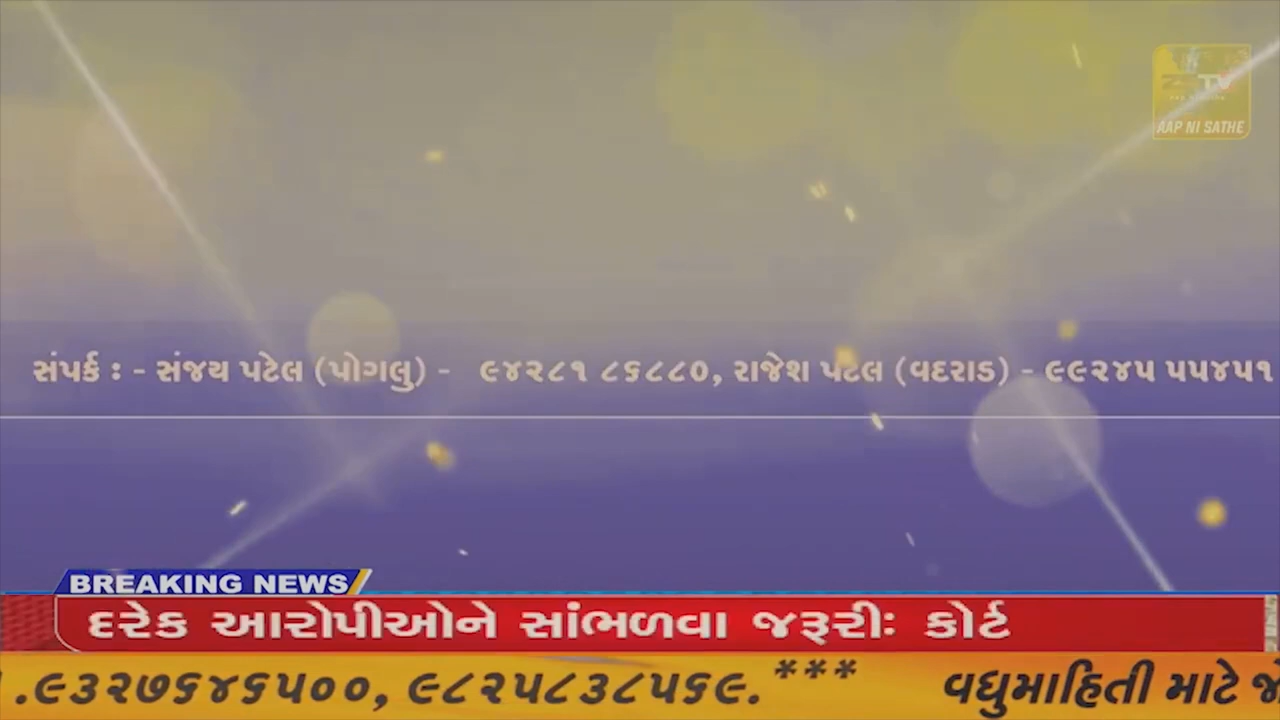 TV
AAP NI SATHE
સંપર્ક : - સંજય પટેલ (પોગલુ) - ૯૪૨૮૧ ૮૬૮૮૦, રાજેશ પટેલ (વદરાડ) - ૯૯૨૪૫ ૫૫૪૫૧
BREAKING NEWS
દરેક આરોપીઓને સાંભળવા જરૂરીઃ કોર્ટ
.૯૩૨૭૬૪૬૫૦૦, ૯૮૨૫૮૩૮૫૬૯.*** વધુમાહિતી માટે જો